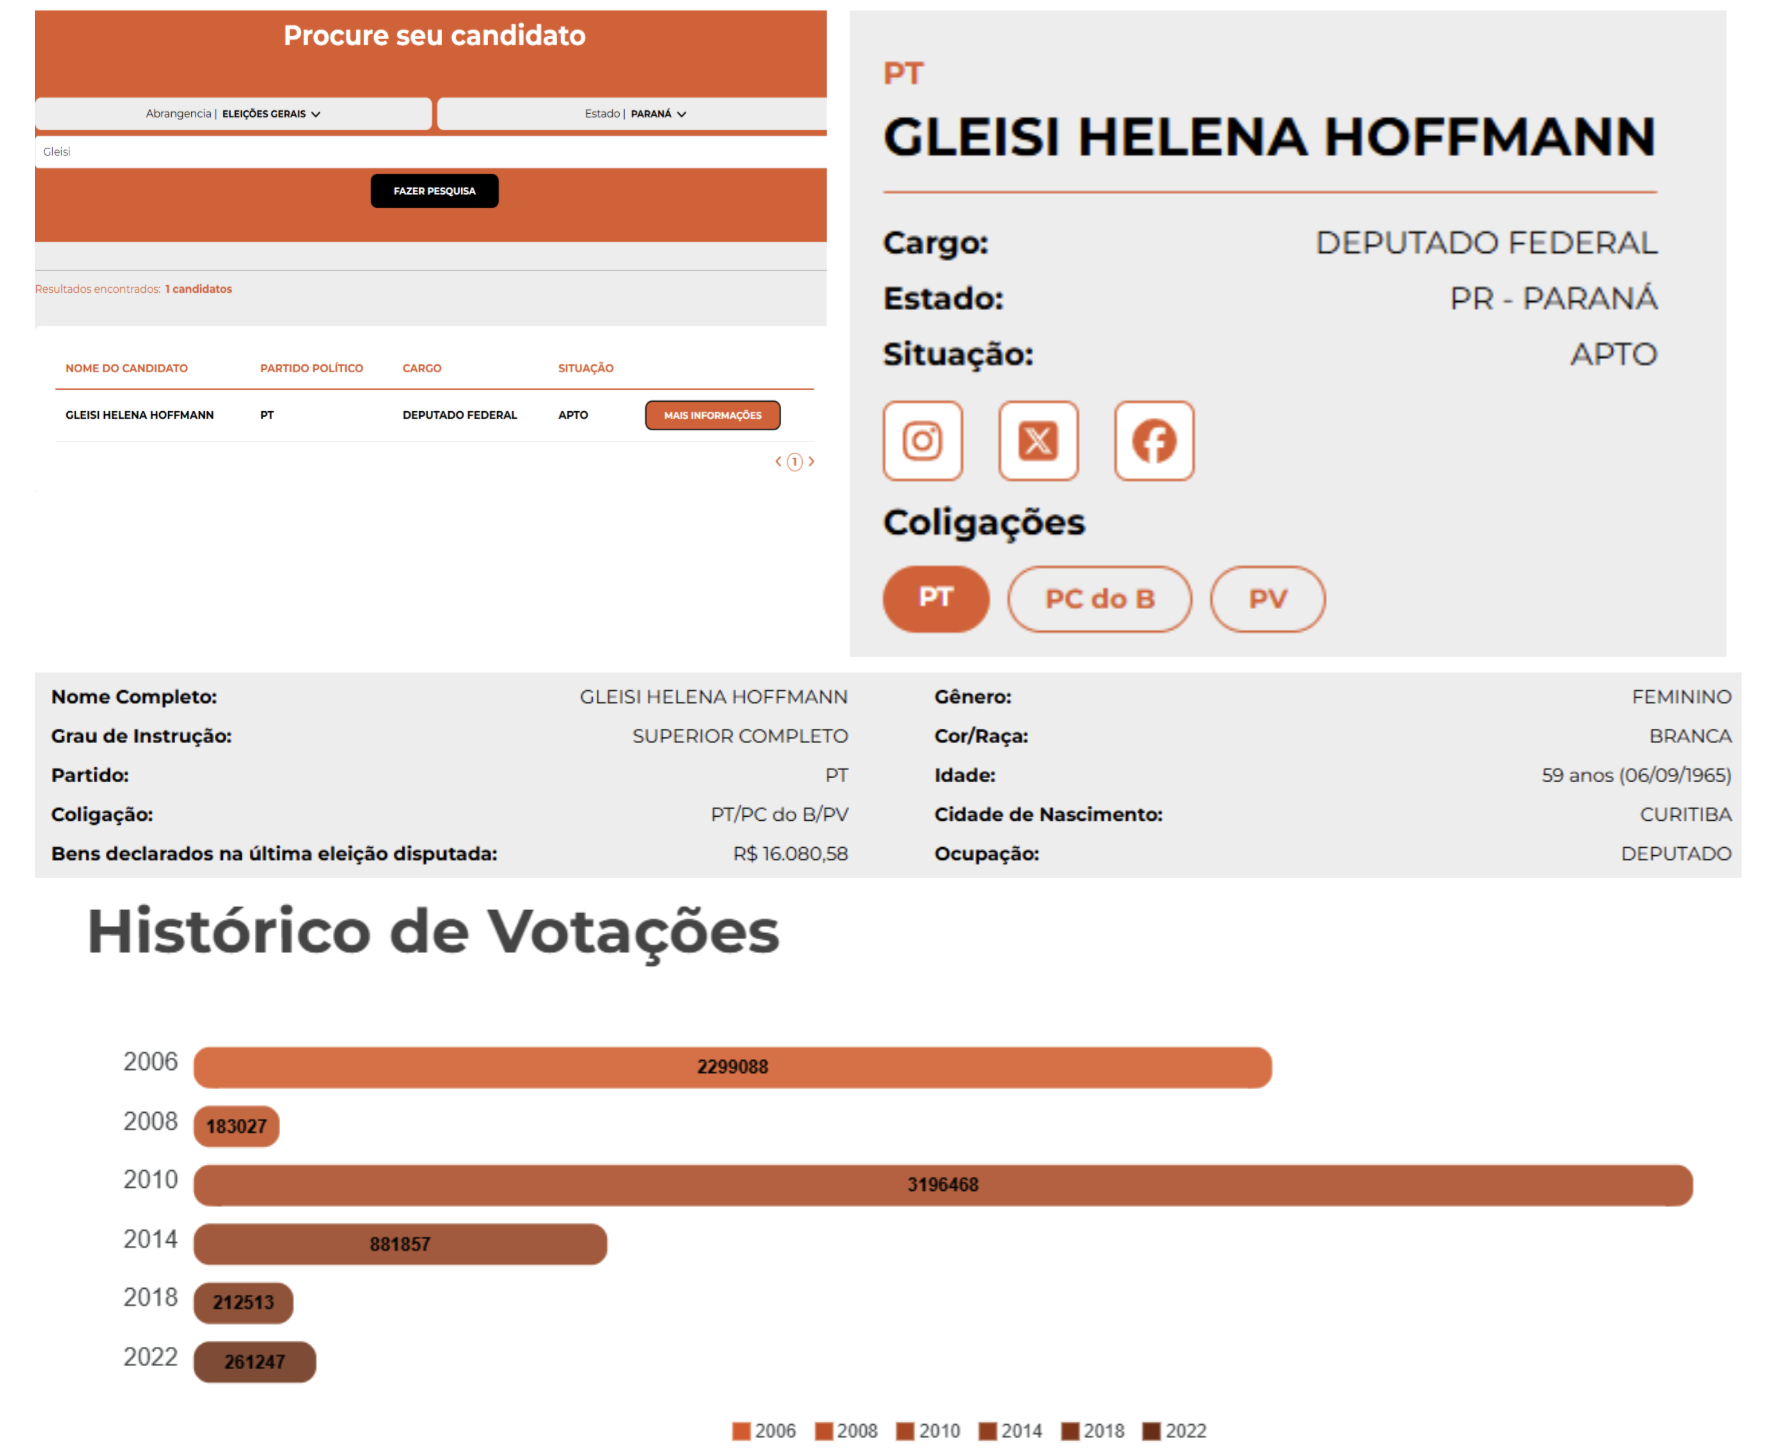 Procure seu candidato
Abrangencia | ELEIÇÕES GERAIS
Estado | PARANÁ
Gleisi
FAZER PESQUISA
Resultados encontrados: 1 candidatos
NOME DO CANDIDATO PARTIDO POLÍTICO CARGO SITUAÇÃO
GLEISI HELENA HOFFMANN PT DEPUTADO FEDERAL APTO MAIS INFORMAÇÕES
< 1 >
PT
GLEISI HELENA HOFFMANN
Cargo: DEPUTADO FEDERAL
Estado: PR - PARANÁ
Situação: APTO
Coligações
PT PC do B PV
Nome Completo: GLEISI HELENA HOFFMANN
Grau de Instrução: SUPERIOR COMPLETO
Partido: PT
Coligação: PT/PC do B/PV
Bens declarados na última eleição disputada: R$ 16.080,58
Gênero: FEMININO
Cor/Raça: BRANCA
Idade: 59 anos (06/09/1965)
Cidade de Nascimento: CURITIBA
Ocupação: DEPUTADO
Histórico de Votações
2006 2299088
2008 183027
2010 3196468
2014 881857
2018 212513
2022 261247
2006 2008 2010 2014 2018 2022